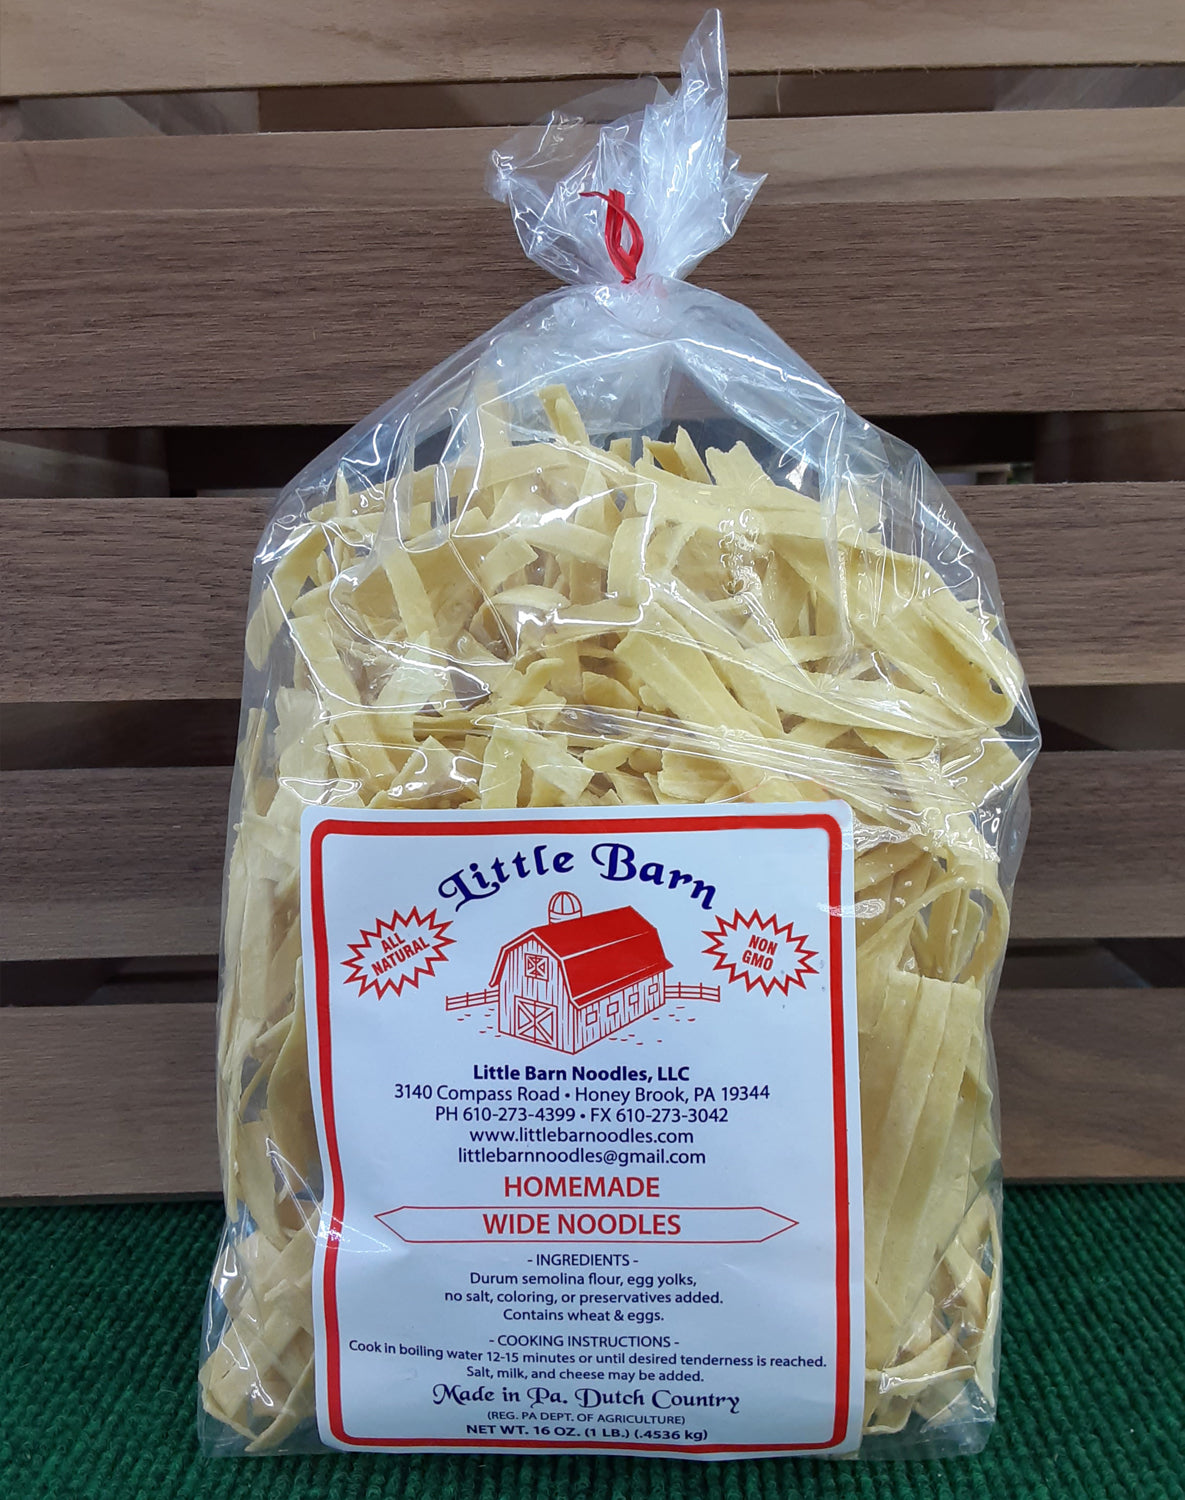 Little Barn
ALL
NATURAL
NON
GMO
Little Barn Noodles, LLC
3140 Compass Road • Honey Brook, PA 19344
PH 610-273-4399 • FX 610-273-3042
www.littlebarnoodles.com
littlebarnnoodles@gmail.com
HOMEMADE
WIDE NOODLES
- INGREDIENTS -
Durum semolina flour, egg yolks,
no salt, coloring, or preservatives added.
Contains wheat & eggs.
- COOKING INSTRUCTIONS -
Cook in boiling water 12-15 minutes or until desired tenderness is reached.
Salt, milk, and cheese may be added.
Made in Pa. Dutch Country
(REG. PA DEPT. OF AGRICULTURE)
NET WT. 16 OZ. (1 LB.) (.4536 kg)